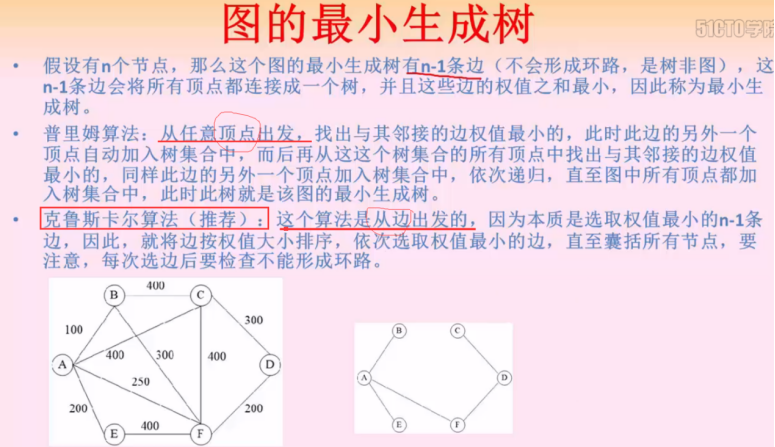 图的最小生成树
51CTO学院
• 假设有n个节点，那么这个图的最小生成树有n-1条边（不会形成环路，是树非图），这
n-1条边会将所有顶点都连接成一个树，并且这些边的权值之和最小，因此称为最小生
成树。
• 普里姆算法：从任意顶点出发，找出与其邻接的边权值最小的，此时此边的另外一个
顶点自动加入树集合中，而后再从这这个树集合的所有顶点中找出与其邻接的边权值
最小的，同样此边的另外一个顶点加入树集合中，依次递归，直至图中所有顶点都加
入树集合中，此时此树就是该图的最小生成树。
• 克鲁斯卡尔算法（推荐）：这个算法是从边出发的，因为本质是选取权值最小的n-1条
边，因此，就将边按权值大小排序，依次选取权值最小的边，直至囊括所有节点，要
注意，每次选边后要检查不能形成环路。
B 400 C
100 300
400 300 400
A D
250
200 200
E 400 F
B C
A D
E F